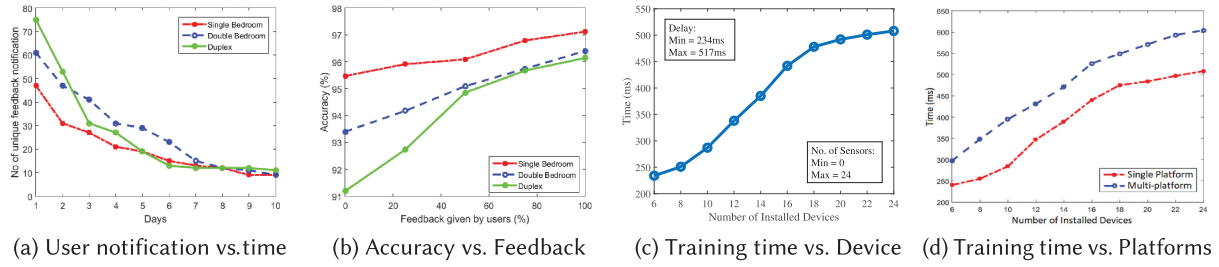 80
70
60
50
40
30
20
10
0
No of unique feedback notification
Single Bedroom
Double Bedroom
Duplex
1 2 3 4 5 6 7 8 9 10
Days
(a) User notification vs.time
98
97
96
95
94
93
92
91
Accuracy (%)
Single Bedroom
Double Bedroom
Duplex
0 20 40 60 80 100
Feedback given by users (%)
(b) Accuracy vs. Feedback
550
500
450
400
350
300
250
200
Time (ms)
Delay:
Min = 234ms
Max = 517ms
No. of Sensors:
Min = 0
Max = 24
6 8 10 12 14 16 18 20 22 24
Number of Installed Devices
(c) Training time vs. Device
650
600
550
500
450
400
350
300
250
200
Time (ms)
Single Platform
Multi-platform
6 8 10 12 14 16 18 20 22 24
Number of Installed Devices
(d) Training time vs. Platforms